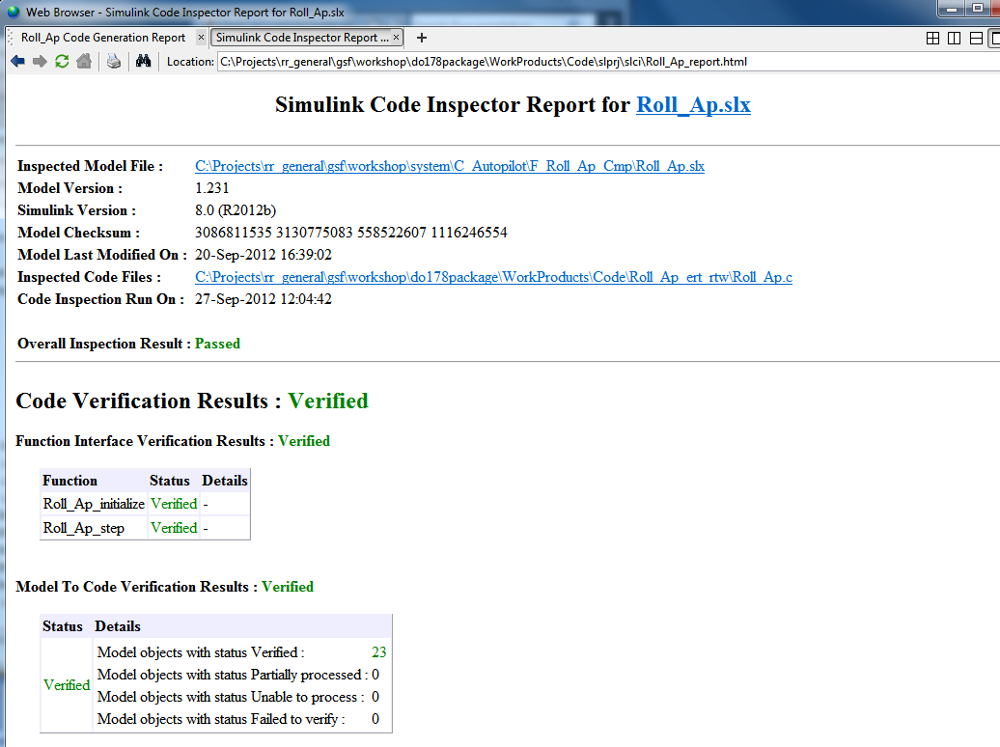 Web Browser - Simulink Code Inspector Report for Roll_Ap.slx
Roll_Ap Code Generation Report × Simulink Code Inspector Report ... × +
Location: C:\Projects\rr_general\gsf\workshop\do178package\WorkProducts\Code\slprj\slci\Roll_Ap_report.html
Simulink Code Inspector Report for Roll_Ap.slx
Inspected Model File : C:\Projects\rr_general\gsf\workshop\system\C_Autopilot\F_Roll_Ap_Cmp\Roll_Ap.slx
Model Version : 1.231
Simulink Version : 8.0 (R2012b)
Model Checksum : 3086811535 3130775083 558522607 1116246554
Model Last Modified On : 20-Sep-2012 16:39:02
Inspected Code Files : C:\Projects\rr_general\gsf\workshop\do178package\WorkProducts\Code\Roll_Ap_ert_rtw\Roll_Ap.c
Code Inspection Run On : 27-Sep-2012 12:04:42
Overall Inspection Result : Passed
Code Verification Results : Verified
Function Interface Verification Results : Verified
Function Status Details
Roll_Ap_initialize Verified -
Roll_Ap_step Verified -
Model To Code Verification Results : Verified
Status Details
Verified
Model objects with status Verified : 23
Model objects with status Partially processed : 0
Model objects with status Unable to process : 0
Model objects with status Failed to verify : 0